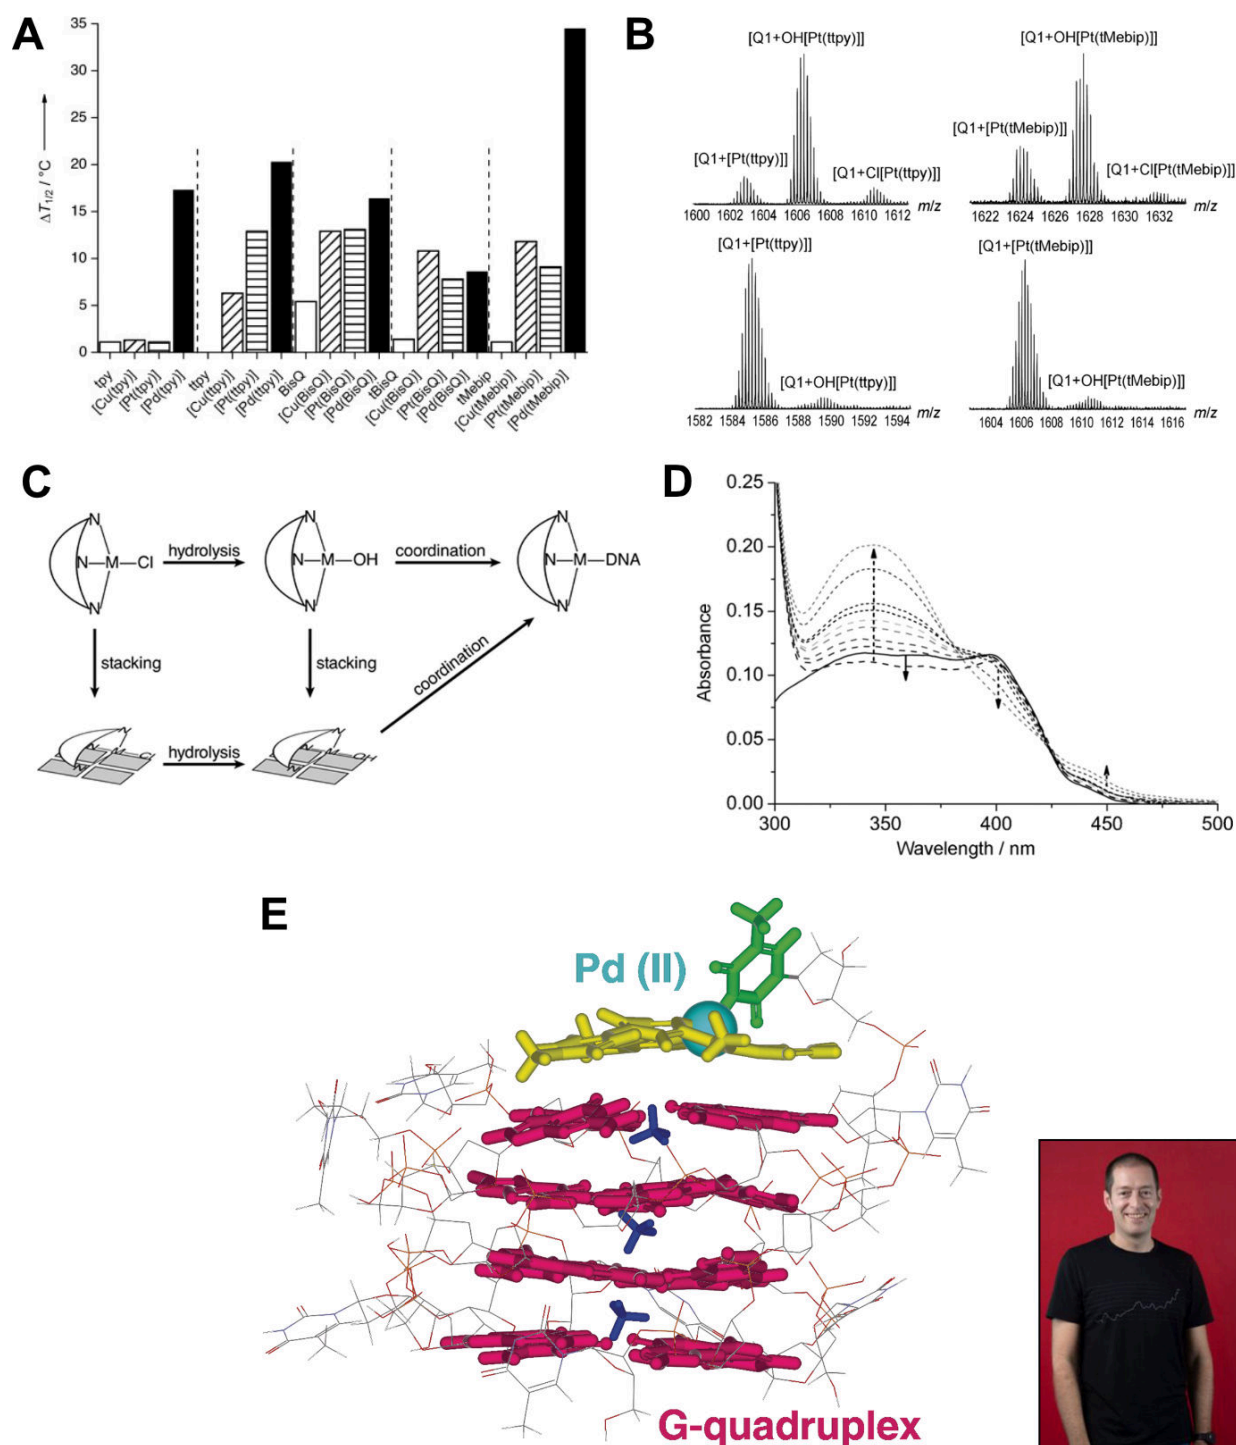 A
35
30
25
20
15
10
5
0
ΔT1/2 / °C
tpy
[Cu(ttpy)]
[Pt(tpy)]
[Pd(tpy)]
ttpy
[Cu(ttpy)]
[Pt(ttpy)]
[Pd(ttpy)]
BisQ
[Cu(BisQ)]
[Pt(BisQ)]
[Pd(BisQ)]
tBisQ
[Cu(tBisQ)]
[Pt(BisQ)]
[Pd(BisQ)]
tMebip
[Cu(tMebip)]
[Pt(tMebip)]
[Pd(tMebip)]
B
[Q1+OH[Pt(ttpy)]]
[Q1+[Pt(ttpy)]]
[Q1+Cl[Pt(ttpy)]]
1600 1602 1604 1606 1608 1610 1612 m/z
[Q1+OH[Pt(tMebip)]]
[Q1+[Pt(tMebip)]]
[Q1+Cl[Pt(tMebip)]]
1622 1624 1626 1628 1630 1632 m/z
[Q1+[Pt(ttpy)]]
[Q1+OH[Pt(ttpy)]]
1582 1584 1586 1588 1590 1592 1594 m/z
[Q1+[Pt(tMebip)]]
[Q1+OH[Pt(tMebip)]]
1604 1606 1608 1610 1612 1614 1616 m/z
C
N
N—M—Cl
N
hydrolysis
N
N—M—OH
N
coordination
N
N—M—DNA
N
stacking
stacking
coordination
hydrolysis
D
0.25
0.20
0.15
0.10
0.05
0.00
Absorbance
300 350 400 450 500
Wavelength / nm
E
Pd (II)
G-quadruplex